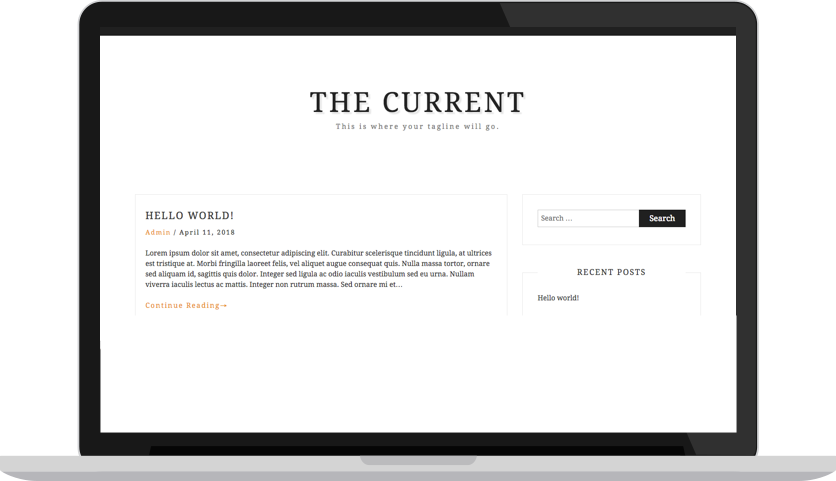 THE CURRENT
This is where your tagline will go.
HELLO WORLD!
Admin / April 11, 2018
Lorem ipsum dolor sit amet, consectetur adipiscing elit. Curabitur scelerisque tincidunt ligula, at ultrices
est tristique at. Morbi fringilla laoreet felis, vel aliquet augue consequat quis. Nulla massa tortor, ornare
sed aliquam id, sagittis quis dolor. Integer sed ligula ac odio iaculis vestibulum sed eu urna. Nullam
viverra iaculis lectus ac mattis. Integer non rutrum massa. Sed ornare mi et…
Continue Reading→
Search …
Search
RECENT POSTS
Hello world!